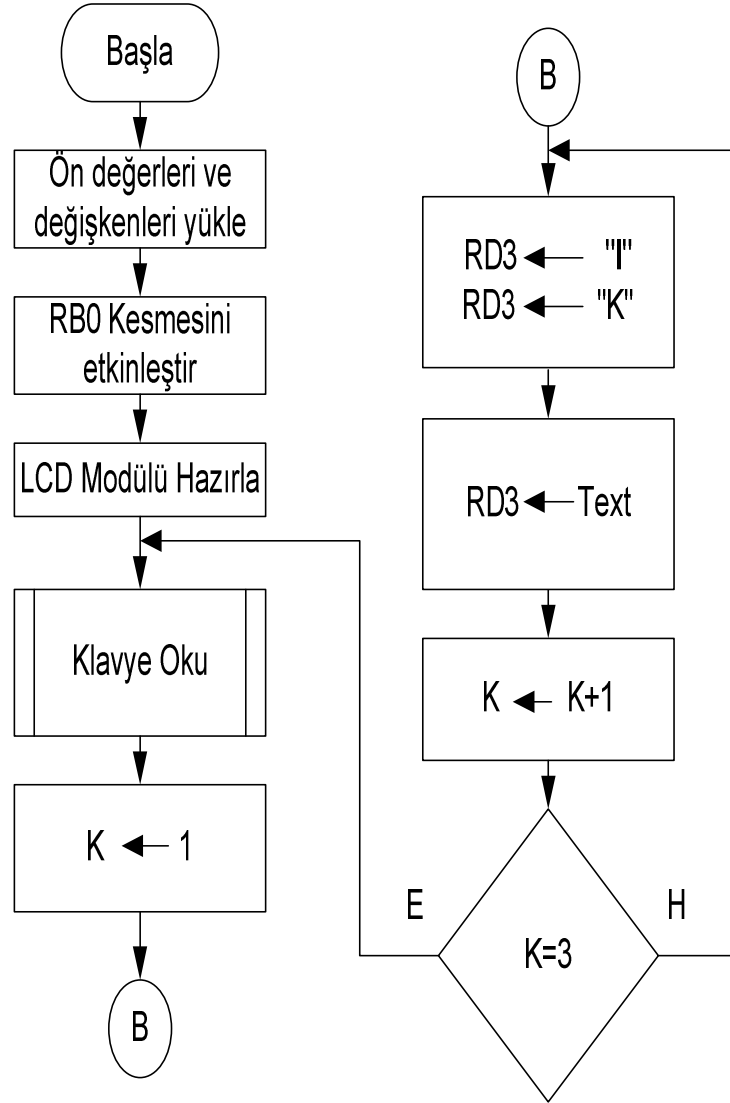 Başla
Ön değerleri ve
değişkenleri yükle
RB0 Kesmesini
etkinleştir
LCD Modülü Hazırla
Klavye Oku
K ← 1
B
B
RD3 ← "I"
RD3 ← "K"
RD3 ← Text
K ← K+1
E
H
K=3